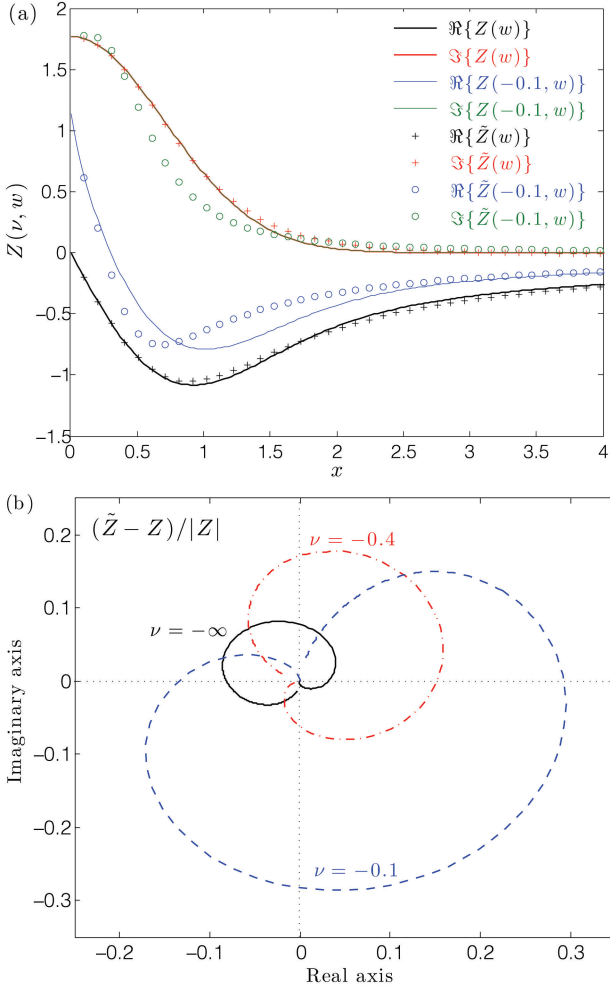 (a)
2
1.5
1
0.5
0
−0.5
−1
−1.5
Z(ν, w)
ℜ{Z(w)}
ℑ{Z(w)}
ℜ{Z(−0.1, w)}
ℑ{Z(−0.1, w)}
ℜ{Z̃(w)}
ℑ{Z̃(w)}
ℜ{Z̃(−0.1, w)}
ℑ{Z̃(−0.1, w)}
0 0.5 1 1.5 2 2.5 3 3.5 4
x
(b)
(Z̃ − Z)/|Z|
ν = −0.4
ν = −∞
ν = −0.1
0.2
0.1
0
−0.1
−0.2
−0.3
Imaginary axis
−0.2 −0.1 0 0.1 0.2 0.3
Real axis